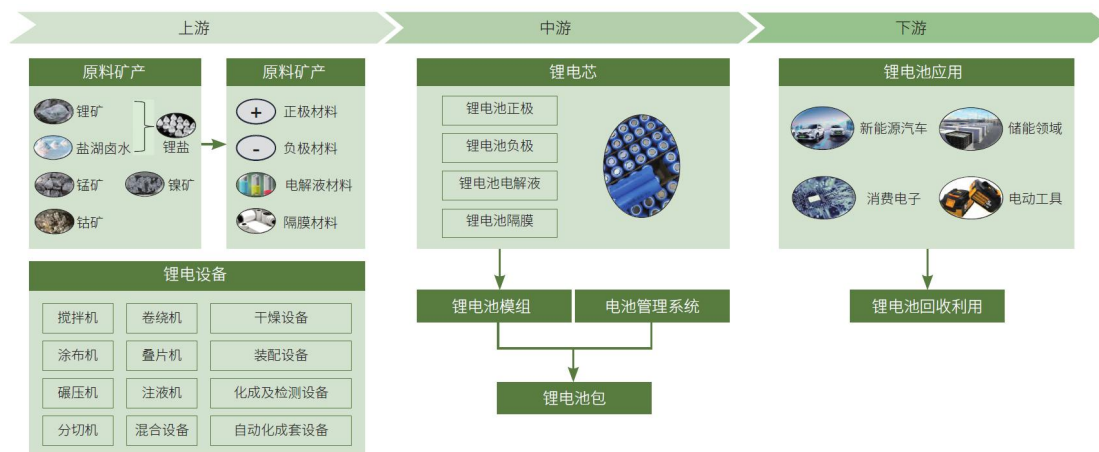 上游
中游
下游
原料矿产
锂矿
盐湖卤水
锂盐
锰矿
镍矿
钴矿
原料矿产
+
正极材料
-
负极材料
电解液材料
隔膜材料
锂电设备
搅拌机
卷绕机
干燥设备
涂布机
叠片机
装配设备
碾压机
注液机
化成及检测设备
分切机
混合设备
自动化成套设备
锂电芯
锂电池正极
锂电池负极
锂电池电解液
锂电池隔膜
锂电池模组
电池管理系统
锂电池包
锂电池应用
新能源汽车
储能领域
消费电子
电动工具
锂电池回收利用